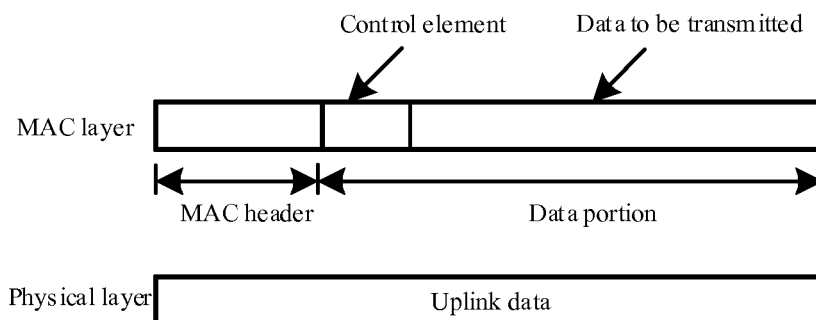 Control element
Data to be transmitted
MAC layer
MAC header
Data portion
Physical layer
Uplink data